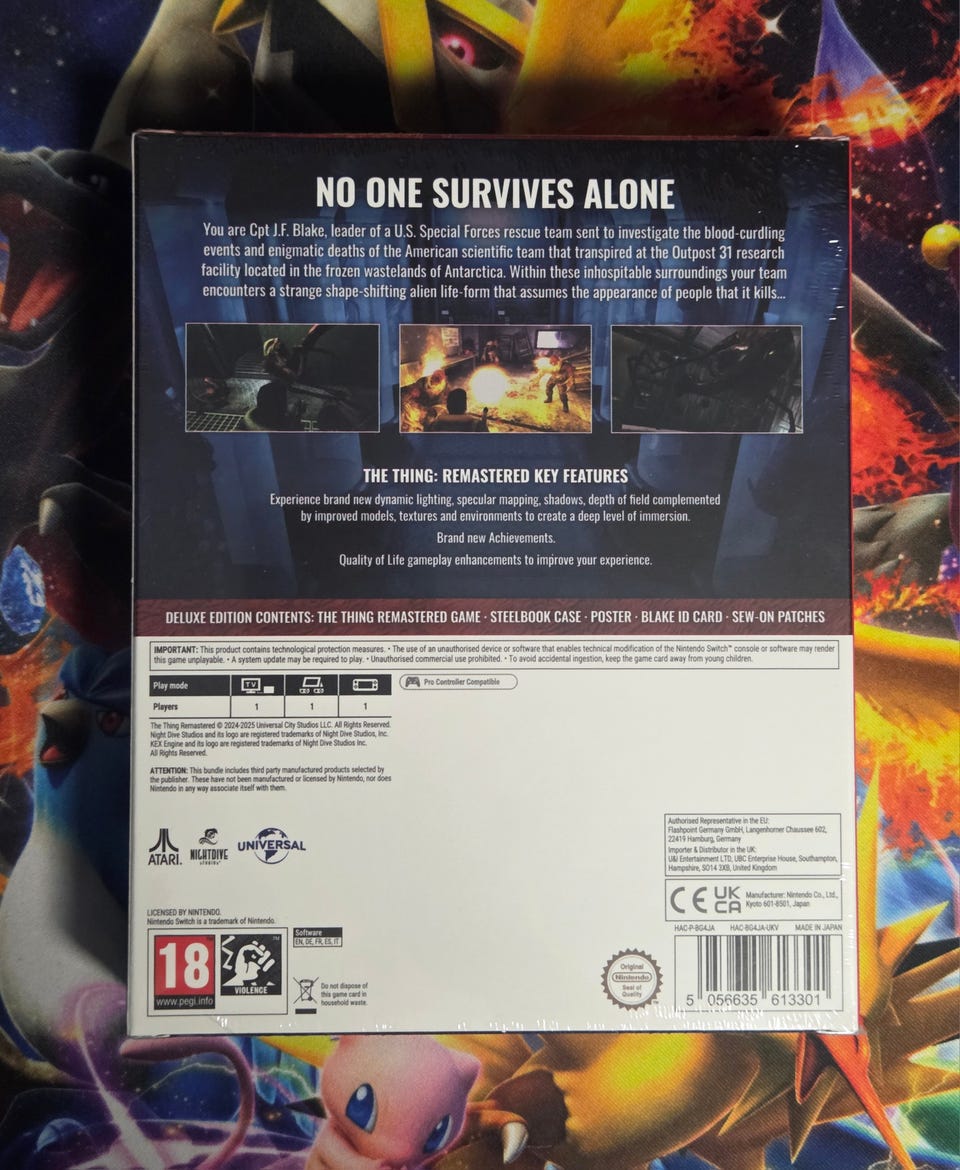 NO ONE SURVIVES ALONE
You are Cpt J.F. Blake, leader of a U.S. Special Forces rescue team sent to investigate the blood-curdling
events and enigmatic deaths of the American scientific team that transpired at the Outpost 31 research
facility located in the frozen wastelands of Antarctica. Within these inhospitable surroundings your team
encounters a strange shape-shifting alien life-form that assumes the appearance of people that it kills...
THE THING: REMASTERED KEY FEATURES
Experience brand new dynamic lighting, specular mapping, shadows, depth of field complemented
by improved models, textures and environments to create a deep level of immersion.
Brand new Achievements.
Quality of Life gameplay enhancements to improve your experience.
DELUXE EDITION CONTENTS: THE THING REMASTERED GAME · STEELBOOK CASE · POSTER · BLAKE ID CARD · SEW-ON PATCHES
IMPORTANT: This product contains technological protection measures. • The use of an unauthorised device or software that enables technical modification of the Nintendo Switch™ console or software may render
this game unplayable. • A system update may be required to play. • Unauthorised commercial use prohibited. • To avoid accidental ingestion, keep the game card away from young children.
Play mode TV
Pro Controller Compatible
Players 1 1 1
The Thing Remastered © 2024-2025 Universal City Studios LLC. All Rights Reserved.
Night Dive Studios and its logo are registered trademarks of Night Dive Studios, Inc.
KEX Engine and its logo are registered trademarks of Night Dive Studios Inc.
All Rights Reserved.
ATTENTION: This bundle includes third party manufactured products selected by
the publisher. These have not been manufactured or licensed by Nintendo, nor does
Nintendo in any way associate itself with them.
ATARI.
NIGHTDIVE
STUDIOS
UNIVERSAL
Authorised Representative in the EU:
Flashpoint Germany GmbH, Langenhorner Chaussee 602,
22419 Hamburg, Germany
Importer & Distributor in the UK:
U&I Entertainment LTD, UBC Enterprise House, Southampton,
Hampshire, SO14 3XB, United Kingdom
CE UK CA
Manufacturer: Nintendo Co., Ltd.,
Kyoto 601-8501, Japan
HAC-P-BG4JA HAC-BG4JA-UKV MADE IN JAPAN
LICENSED BY NINTENDO.
Nintendo Switch is a trademark of Nintendo.
18
www.pegi.info
VIOLENCE
TM
Software
EN, DE, FR, ES, IT
Do not dispose of
this game card in
household waste.
Original
Nintendo
Seal of
Quality
TM
5 056635 613301